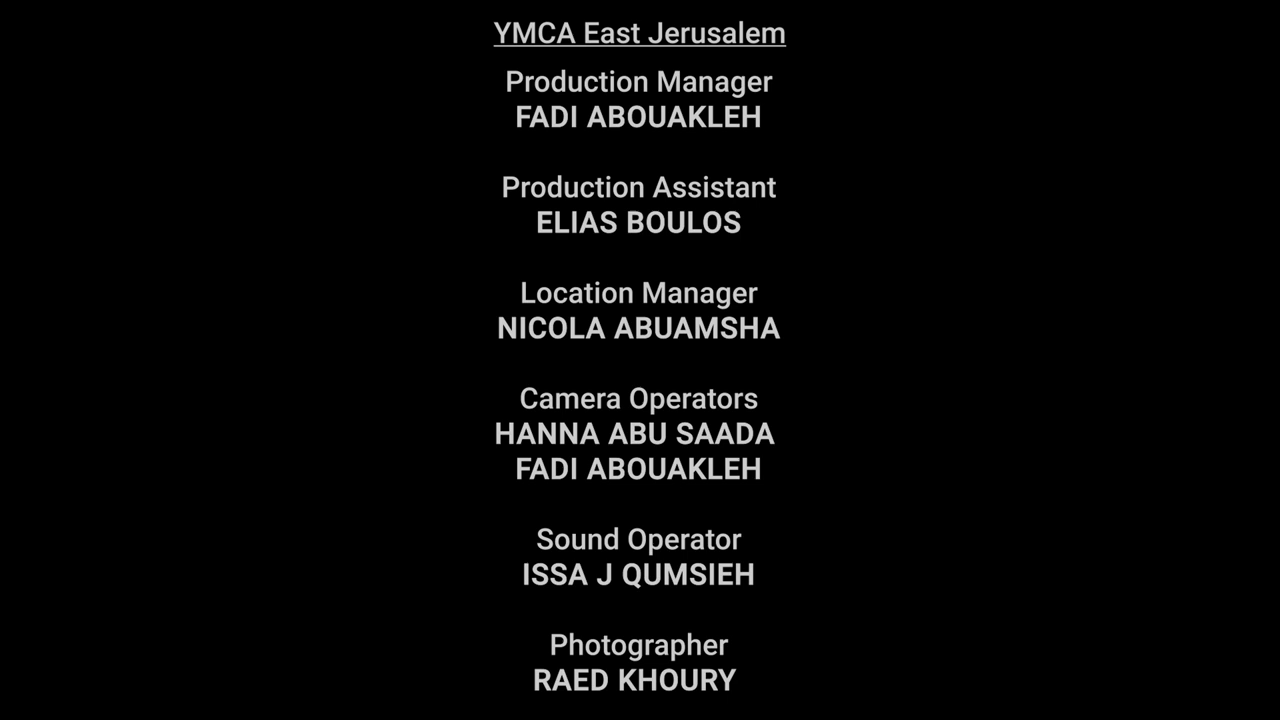 YMCA East Jerusalem
Production Manager
FADI ABOUAKLEH
Production Assistant
ELIAS BOULOS
Location Manager
NICOLA ABUAMSHA
Camera Operators
HANNA ABU SAADA
FADI ABOUAKLEH
Sound Operator
ISSA J QUMSIEH
Photographer
RAED KHOURY